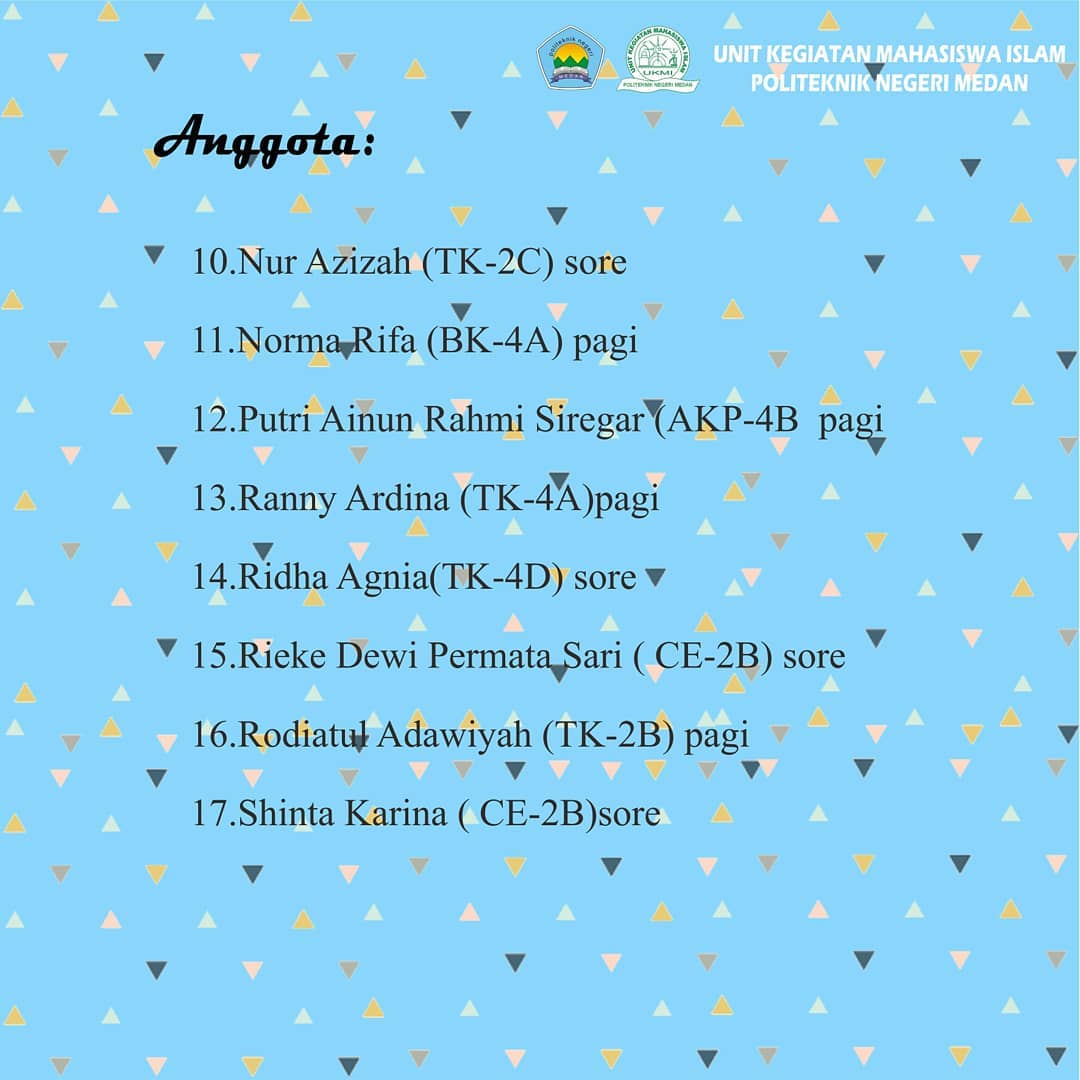 politeknik negeri
MEDAN
UNIT KEGIATAN MAHASISWA ISLAM
UKMI
POLITEKNIK NEGERI MEDAN
UNIT KEGIATAN MAHASISWA ISLAM
POLITEKNIK NEGERI MEDAN
Anggota:
10.Nur Azizah (TK-2C) sore
11.Norma Rifa (BK-4A) pagi
12.Putri Ainun Rahmi Siregar (AKP-4B  pagi
13.Ranny Ardina (TK-4A)pagi
14.Ridha Agnia(TK-4D) sore
15.Rieke Dewi Permata Sari ( CE-2B) sore
16.Rodiatul Adawiyah (TK-2B) pagi
17.Shinta Karina ( CE-2B)sore